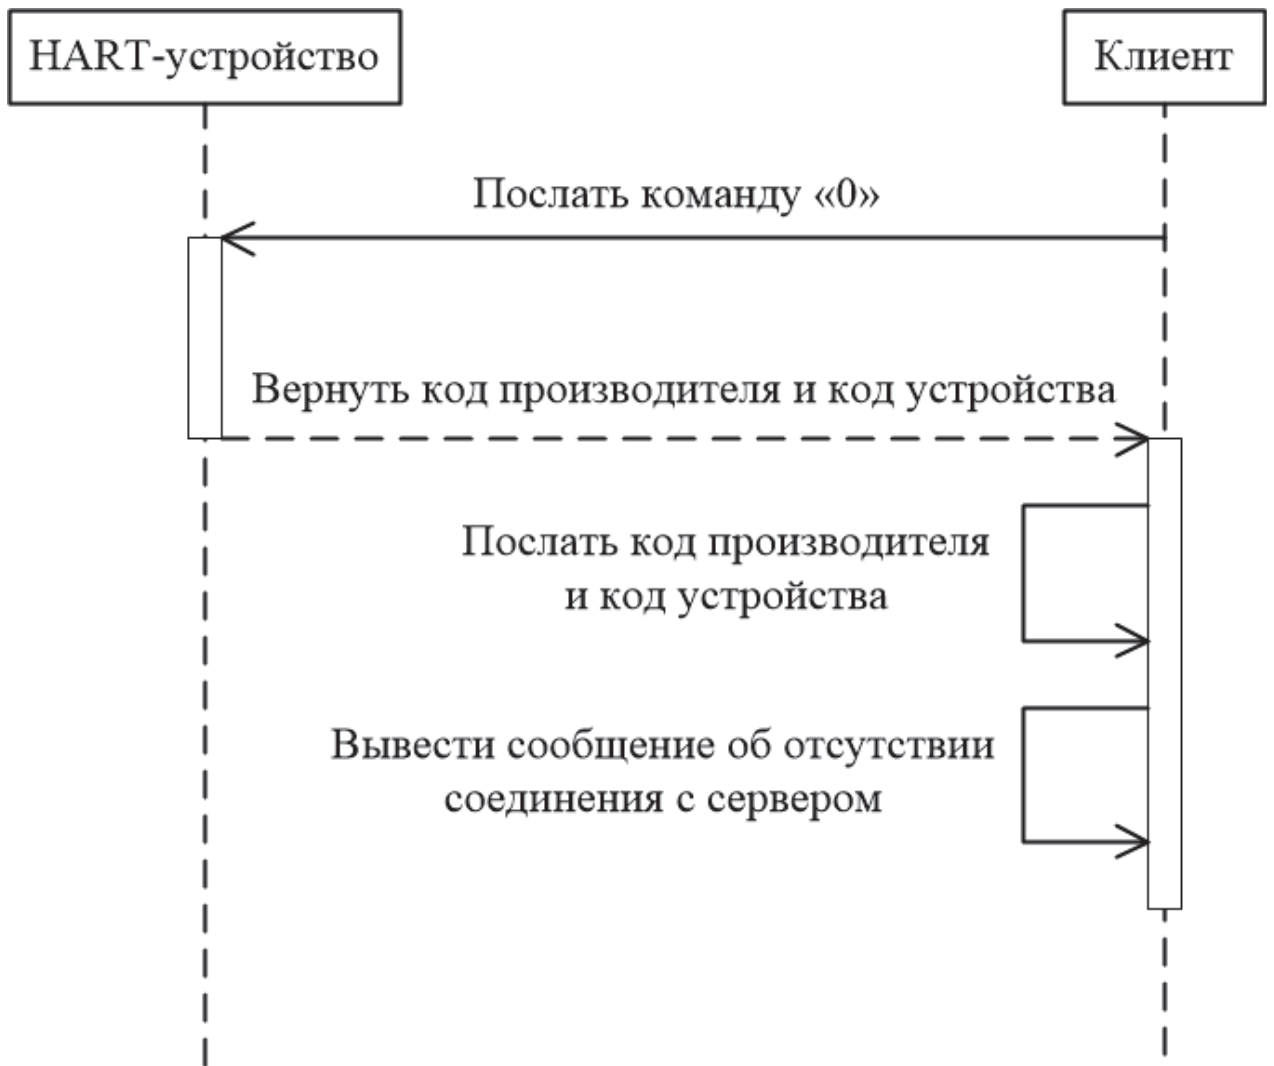 HART-устройство
Клиент
Послать команду «0»
Вернуть код производителя и код устройства
Послать код производителя
и код устройства
Вывести сообщение об отсутствии
соединения с сервером